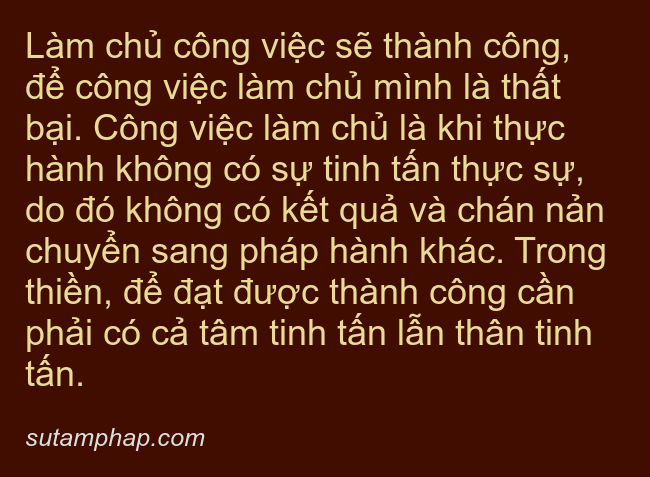 Làm chủ công việc sẽ thành công,
để công việc làm chủ mình là thất
bại. Công việc làm chủ là khi thực
hành không có sự tinh tấn thực sự,
do đó không có kết quả và chán nản
chuyển sang pháp hành khác. Trong
thiền, để đạt được thành công cần
phải có cả tâm tinh tấn lẫn thân tinh
tấn.
sutamphap.com